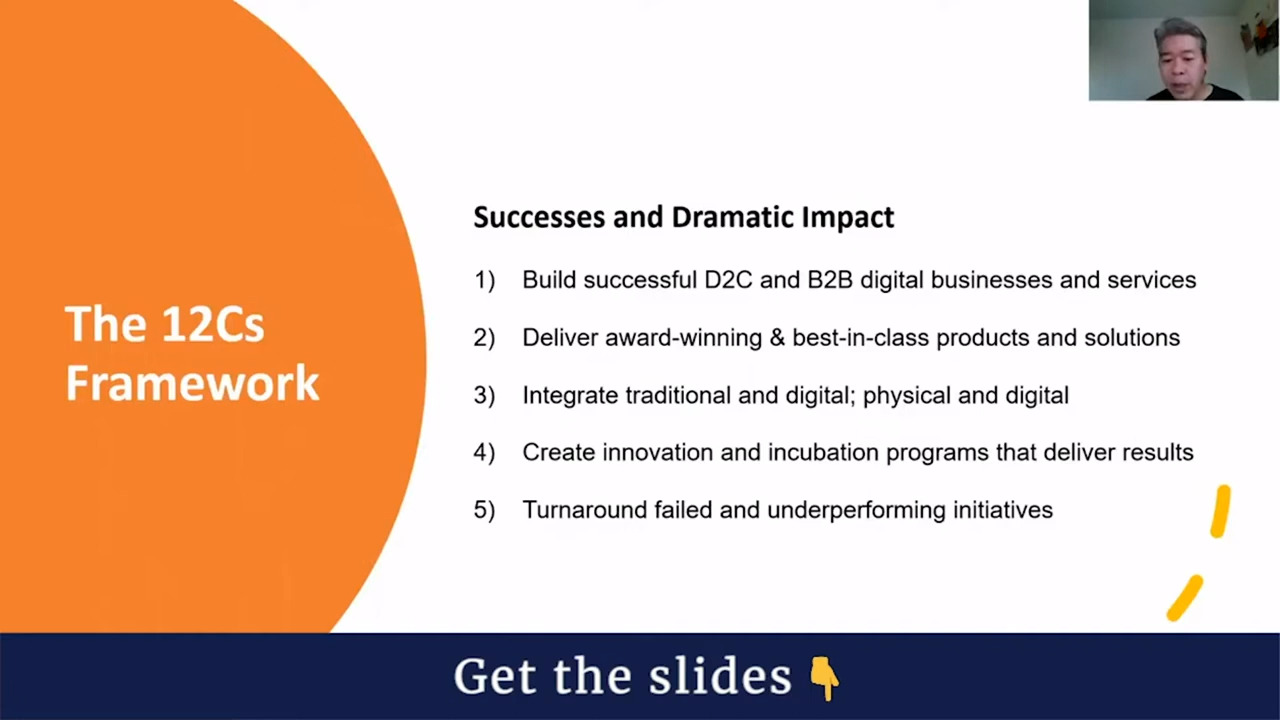 The 12Cs
Framework
Successes and Dramatic Impact
1) Build successful D2C and B2B digital businesses and services
2) Deliver award-winning & best-in-class products and solutions
3) Integrate traditional and digital; physical and digital
4) Create innovation and incubation programs that deliver results
5) Turnaround failed and underperforming initiatives
Get the slides 👇